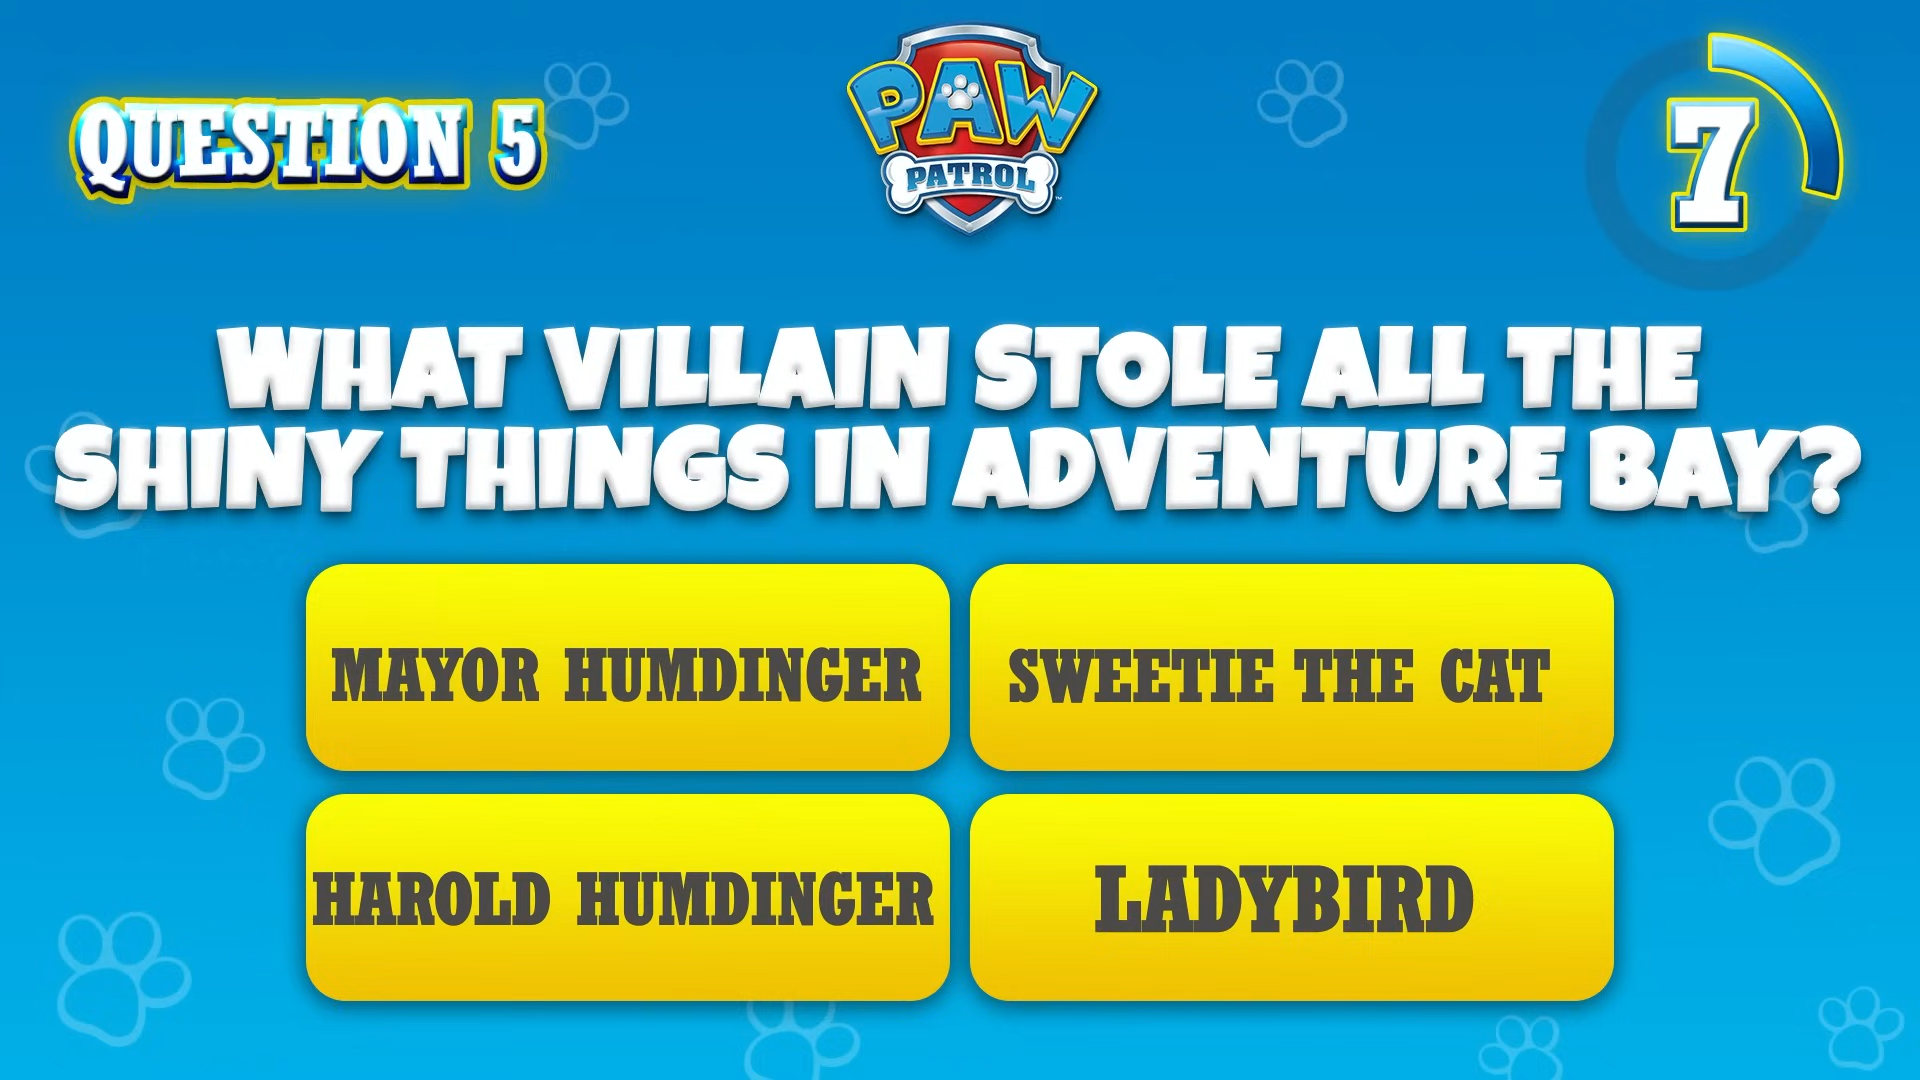 QUESTION 5
PAW
PATROL
7
WHAT VILLAIN STOLE ALL THE
SHINY THINGS IN ADVENTURE BAY?
MAYOR HUMDINGER
SWEETIE THE CAT
HAROLD HUMDINGER
LADYBIRD